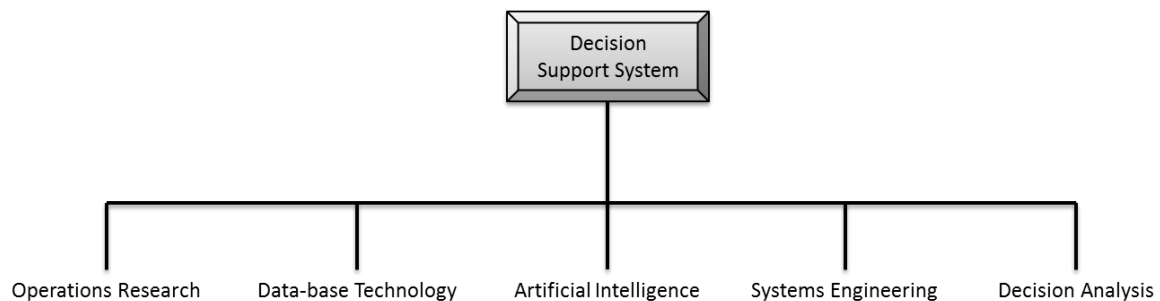 Decision
Support System
Operations Research
Data-base Technology
Artificial Intelligence
Systems Engineering
Decision Analysis